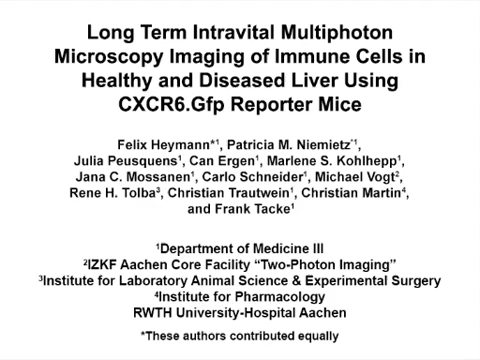 Long Term Intravital Multiphoton
Microscopy Imaging of Immune Cells in
Healthy and Diseased Liver Using
CXCR6.Gfp Reporter Mice
Felix Heymann*¹, Patricia M. Niemietz*¹,
Julia Peusquens¹, Can Ergen¹, Marlene S. Kohlhepp¹,
Jana C. Mossanen¹, Carlo Schneider¹, Michael Vogt²,
Rene H. Tolba³, Christian Trautwein¹, Christian Martin⁴,
and Frank Tacke¹
¹Department of Medicine III
²IZKF Aachen Core Facility “Two-Photon Imaging”
³Institute for Laboratory Animal Science & Experimental Surgery
⁴Institute for Pharmacology
RWTH University-Hospital Aachen
*These authors contributed equally